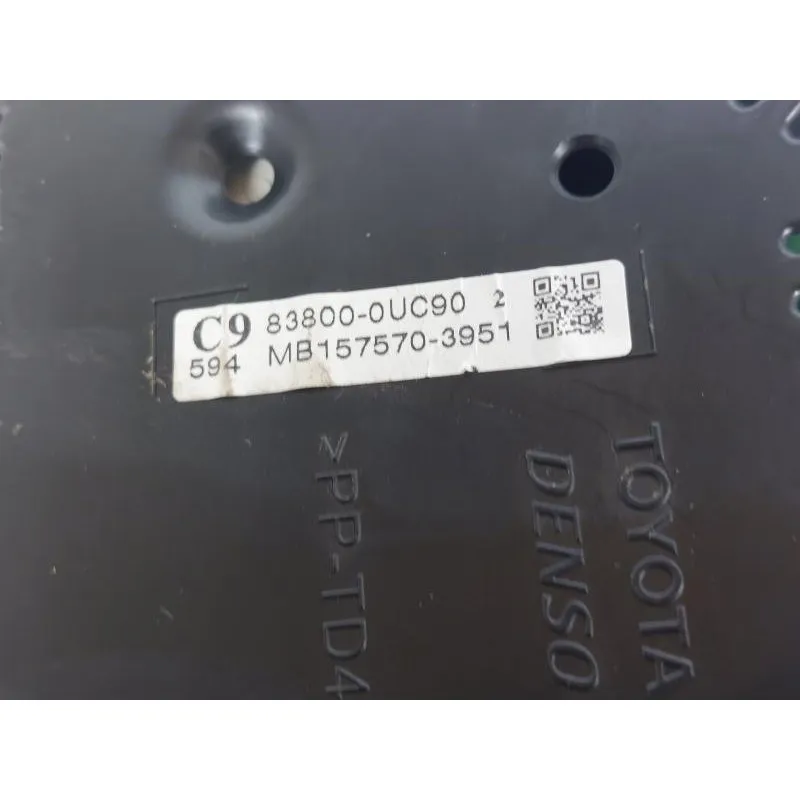 C9 83800-0UC90 2
594 MB157570-3951
>PP-TD4
DENSO
TOYOTA